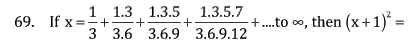 69. If x = 1/3 + 1.3/3.6 + 1.3.5/3.6.9 + 1.3.5.7/3.6.9.12 + ....to ∞, then (x + 1)² =